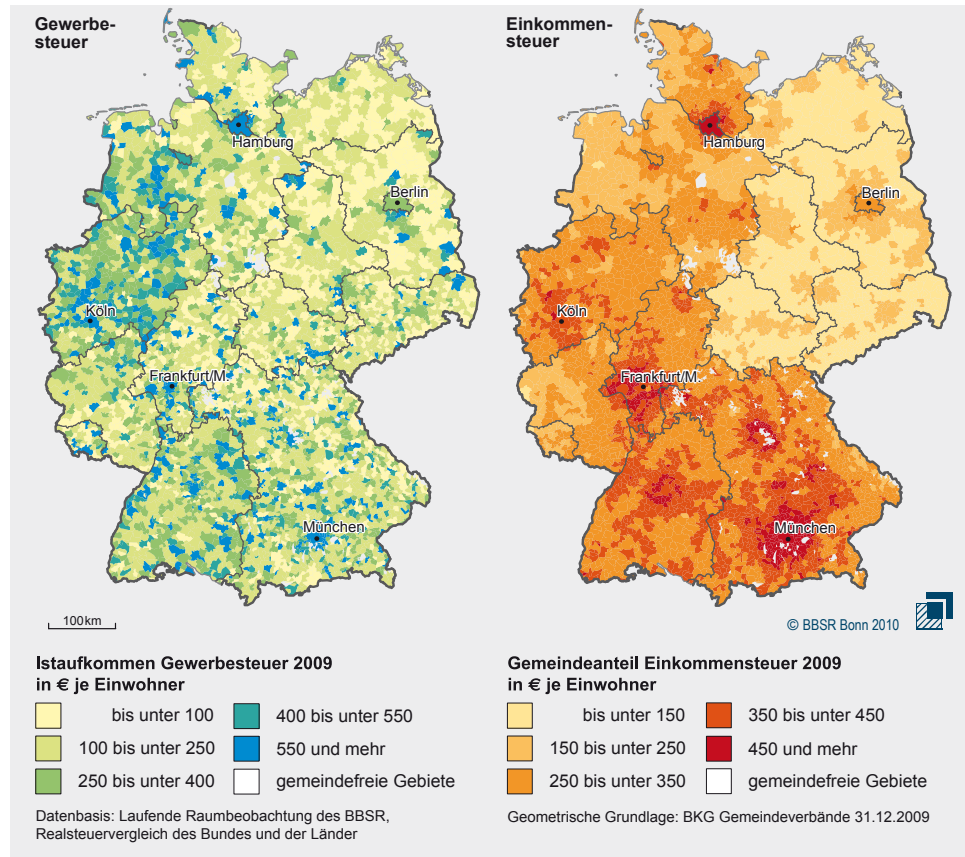 Gewerbe-
steuer
Hamburg
Berlin
Köln
Frankfurt/M.
München
100 km
Einkommen-
steuer
Hamburg
Berlin
Köln
Frankfurt/M.
München
© BBSR Bonn 2010
Istaufkommen Gewerbesteuer 2009
in € je Einwohner
bis unter 100
100 bis unter 250
250 bis unter 400
400 bis unter 550
550 und mehr
gemeindefreie Gebiete
Datenbasis: Laufende Raumbeobachtung des BBSR,
Realsteuervergleich des Bundes und der Länder
Gemeindeanteil Einkommensteuer 2009
in € je Einwohner
bis unter 150
150 bis unter 250
250 bis unter 350
350 bis unter 450
450 und mehr
gemeindefreie Gebiete
Geometrische Grundlage: BKG Gemeindeverbände 31.12.2009